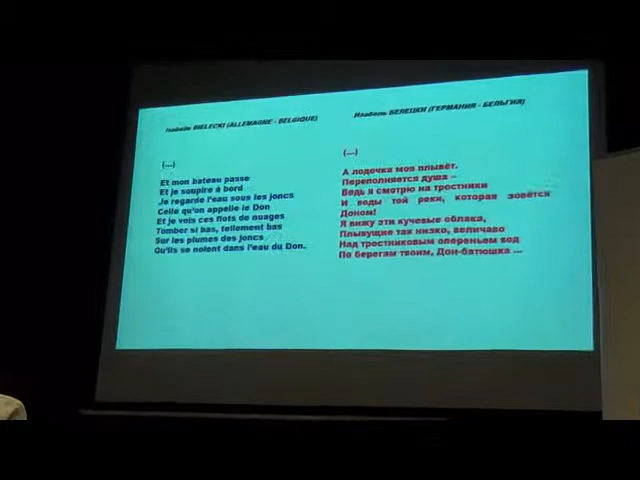 Isabelle BIELECKI (ALLEMAGNE - BELGIQUE)
(...)
Et mon bateau passe
Et je soupire à bord
Je regarde l'eau sous les joncs
Celle qu'on appelle le Don
Et je vois ces flots de nuages
Tomber si bas, tellement bas
Sur les plumes des joncs
Qu'ils se noient dans l'eau du Don.
Изабель БЕЛЕЦКИ (ГЕРМАНИЯ - БЕЛЬГИЯ)
(...)
А лодочка моя плывёт.
Переполняется душа –
Ведь я смотрю на тростники
И воды той реки, которая зовётся
Доном!
Я вижу эти кучевые облака,
Плывущие так низко, величаво
Над тростниковым опереньем вод
По берегам твоим, Дон-батюшка ...